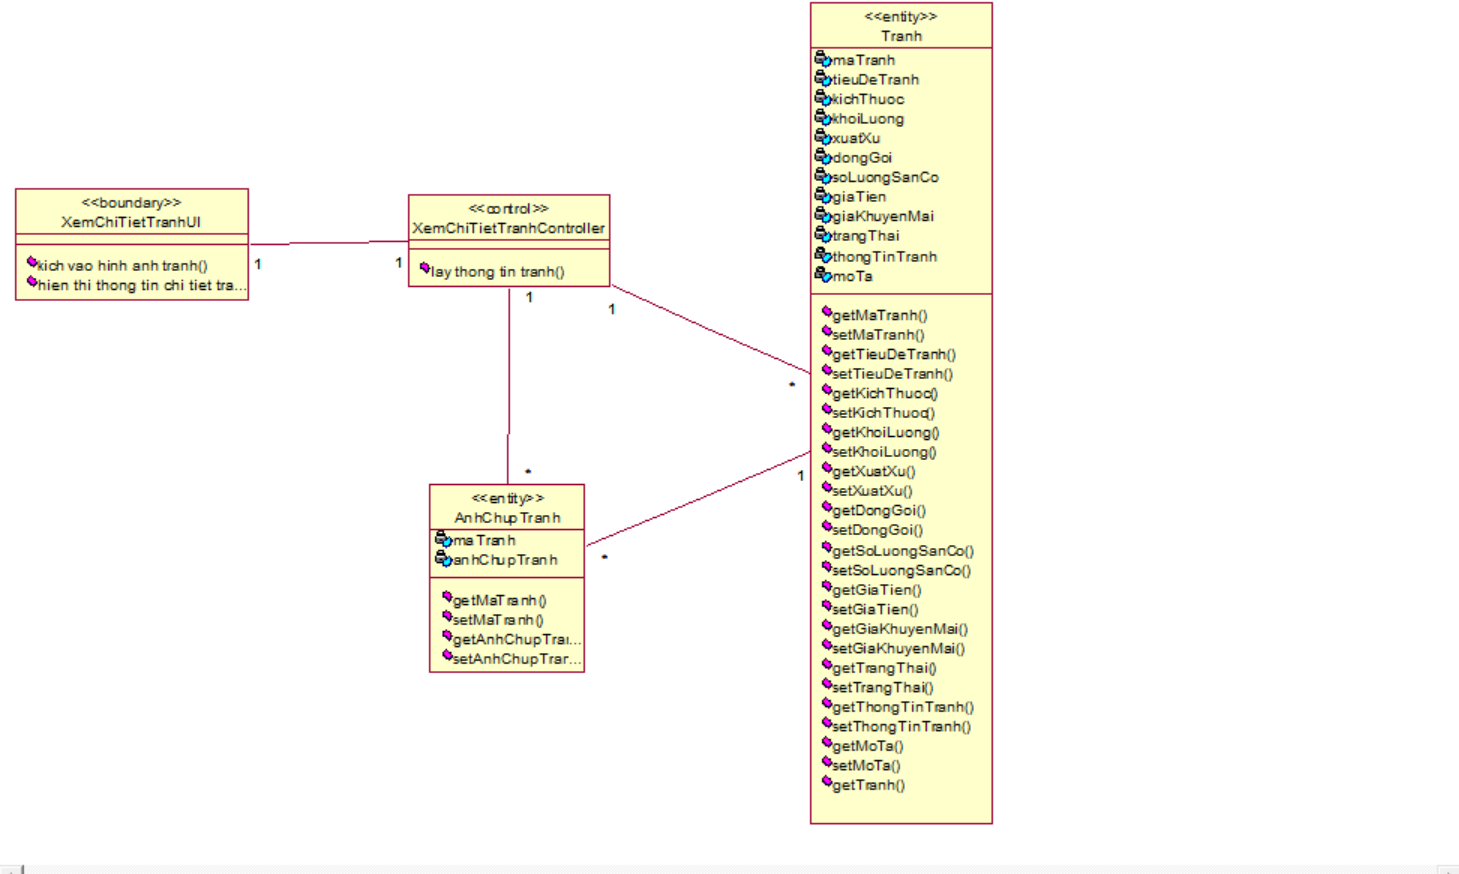 <<boundary>>
XemChiTietTranhUI
kich vao hinh anh tranh()
hien thi thong tin chi tiet tra...
1
1
<<control>>
XemChiTietTranhController
lay thong tin tranh()
1
1
*
*
<<entity>>
AnhChupTranh
maTranh
anhChupTranh
getMaTranh()
setMaTranh()
getAnhChupTra...
setAnhChupTrar...
*
1
<<entity>>
Tranh
maTranh
tieuDeTranh
kichThuoc
khoiLuong
xuatXu
dongGoi
soLuongSanCo
giaTien
giaKhuyenMai
trangThai
thongTinTranh
moTa
getMaTranh()
setMaTranh()
getTieuDeTranh()
setTieuDeTranh()
getKichThuoc()
setKichThuoc()
getKhoiLuong()
setKhoiLuong()
getXuatXu()
setXuatXu()
getDongGoi()
setDongGoi()
getSoLuongSanCo()
setSoLuongSanCo()
getGiaTien()
setGiaTien()
getGiaKhuyenMai()
setGiaKhuyenMai()
getTrangThai()
setTrangThai()
getThongTinTranh()
setThongTinTranh()
getMoTa()
setMoTa()
getTranh()